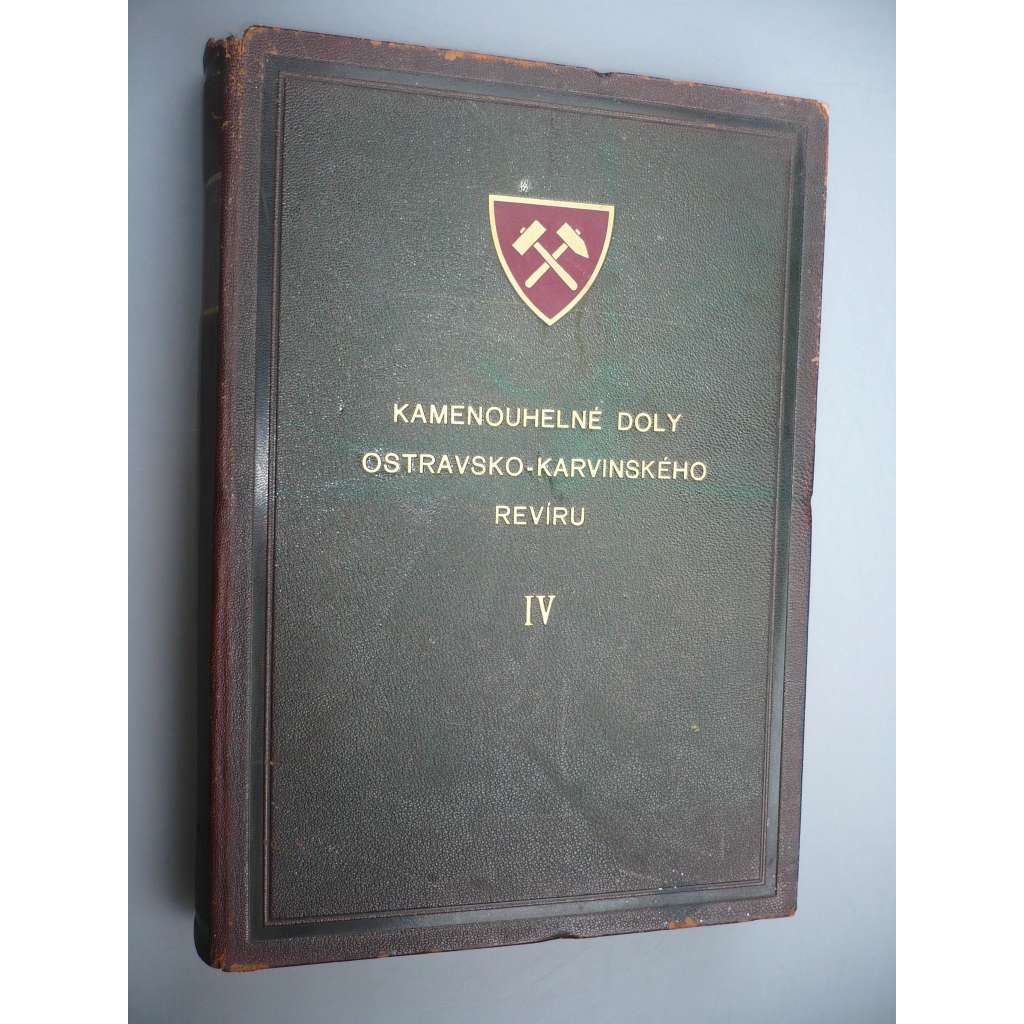 KAMENOUHELNÉ DOLY
OSTRAVSKO-KARVINSKÉHO
REVÍRU
IV